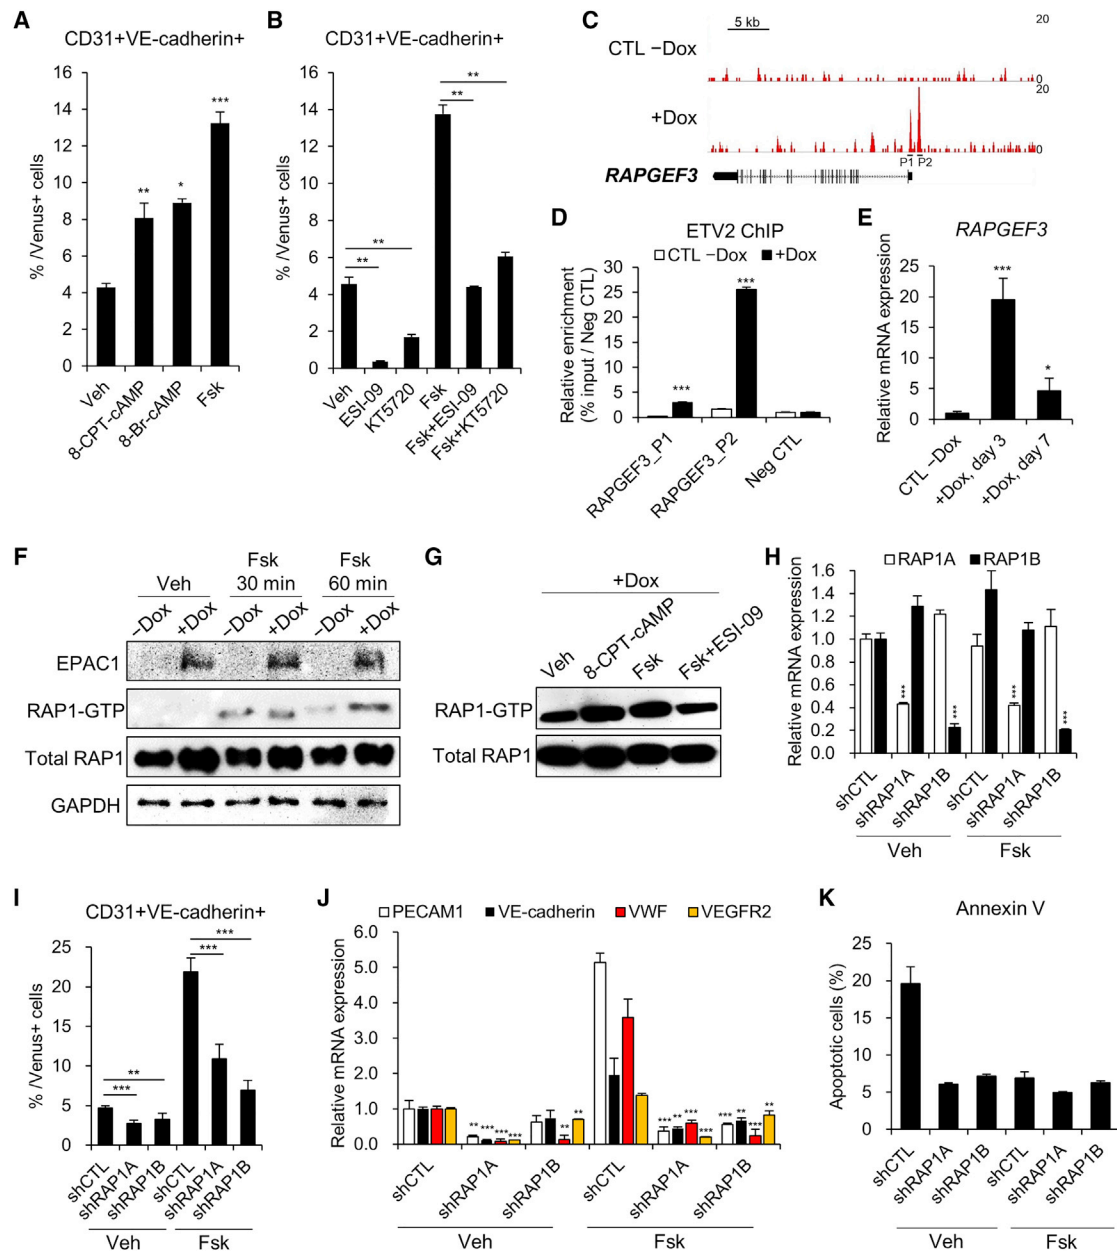 A
CD31+VE-cadherin+
% /Venus+ cells
16
14
12
10
8
6
4
2
0
**
*
***
Veh
8-CPT-cAMP
8-Br-cAMP
Fsk
B
CD31+VE-cadherin+
% /Venus+ cells
16
14
12
10
8
6
4
2
0
**
**
**
**
Veh
ESI-09
KT5720
Fsk
Fsk+ESI-09
Fsk+KT5720
C
5 kb
20
CTL −Dox
0
20
+Dox
0
P1 P2
RAPGEF3
D
ETV2 ChIP
CTL −Dox +Dox
Relative enrichment
(% input / Neg CTL)
30
25
20
15
10
5
0
***
***
RAPGEF3_P1
RAPGEF3_P2
Neg CTL
E
RAPGEF3
Relative mRNA expression
25
20
15
10
5
0
***
*
CTL −Dox
+Dox, day 3
+Dox, day 7
F
Veh
Fsk
30 min
Fsk
60 min
−Dox
+Dox
−Dox
+Dox
−Dox
+Dox
EPAC1
RAP1-GTP
Total RAP1
GAPDH
G
+Dox
Veh
8-CPT-cAMP
Fsk
Fsk+ESI-09
RAP1-GTP
Total RAP1
H
RAP1A RAP1B
Relative mRNA expression
1.6
1.4
1.2
1.0
0.8
0.6
0.4
0.2
0.0
***
***
***
***
shCTL
shRAP1A
shRAP1B
shCTL
shRAP1A
shRAP1B
Veh
Fsk
I
CD31+VE-cadherin+
% /Venus+ cells
25
20
15
10
5
0
**
***
***
***
shCTL
shRAP1A
shRAP1B
shCTL
shRAP1A
shRAP1B
Veh
Fsk
J
PECAM1 VE-cadherin VWF VEGFR2
Relative mRNA expression
6.0
5.0
4.0
3.0
2.0
1.0
0.0
** *** *** ***
** **
*** ** *** ***
*** ** *** **
shCTL
shRAP1A
shRAP1B
shCTL
shRAP1A
shRAP1B
Veh
Fsk
K
Annexin V
Apoptotic cells (%)
25
20
15
10
5
0
shCTL
shRAP1A
shRAP1B
shCTL
shRAP1A
shRAP1B
Veh
Fsk